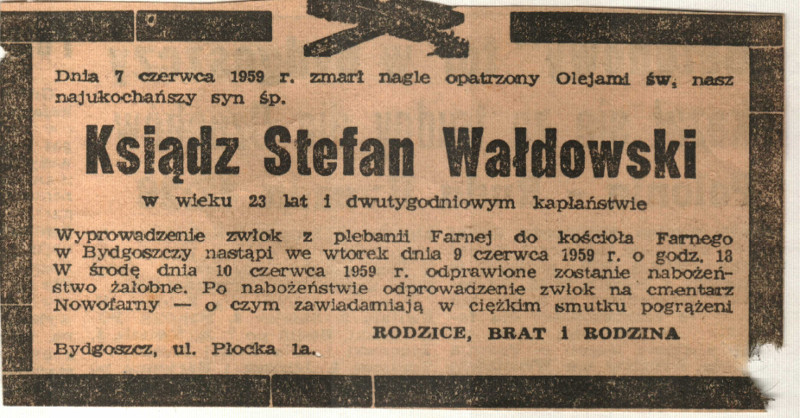 Dnia 7 czerwca 1959 r. zmarł nagle opatrzony Olejami św. nasz
najukochańszy syn śp.
Ksiądz Stefan Wałdowski
w wieku 23 lat i dwutygodniowym kapłaństwie
Wyprowadzenie zwłok z plebanii Farnej do kościoła Farnego
w Bydgoszczy nastąpi we wtorek dnia 9 czerwca 1959 r. o godz. 18
W środę dnia 10 czerwca 1959 r. odprawione zostanie nabożeń-
stwo żałobne. Po nabożeństwie odprowadzenie zwłok na cmentarz
Nowofarny — o czym zawiadamiają w ciężkim smutku pogrążeni
RODZICE, BRAT i RODZINA
Bydgoszcz, ul. Płocka 1a.